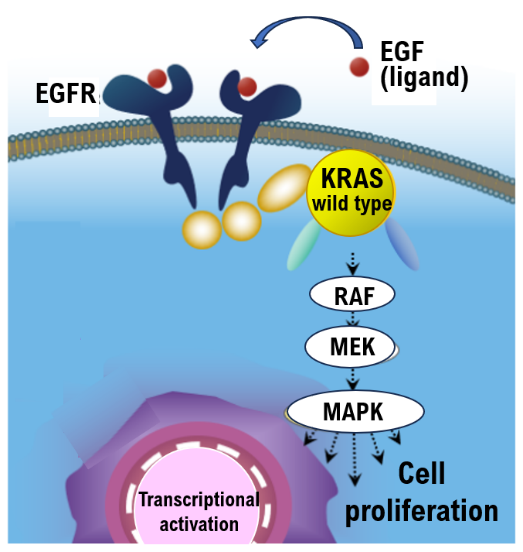 EGF
(ligand)
EGFR
KRAS
wild type
RAF
MEK
MAPK
Cell
proliferation
Transcriptional
activation